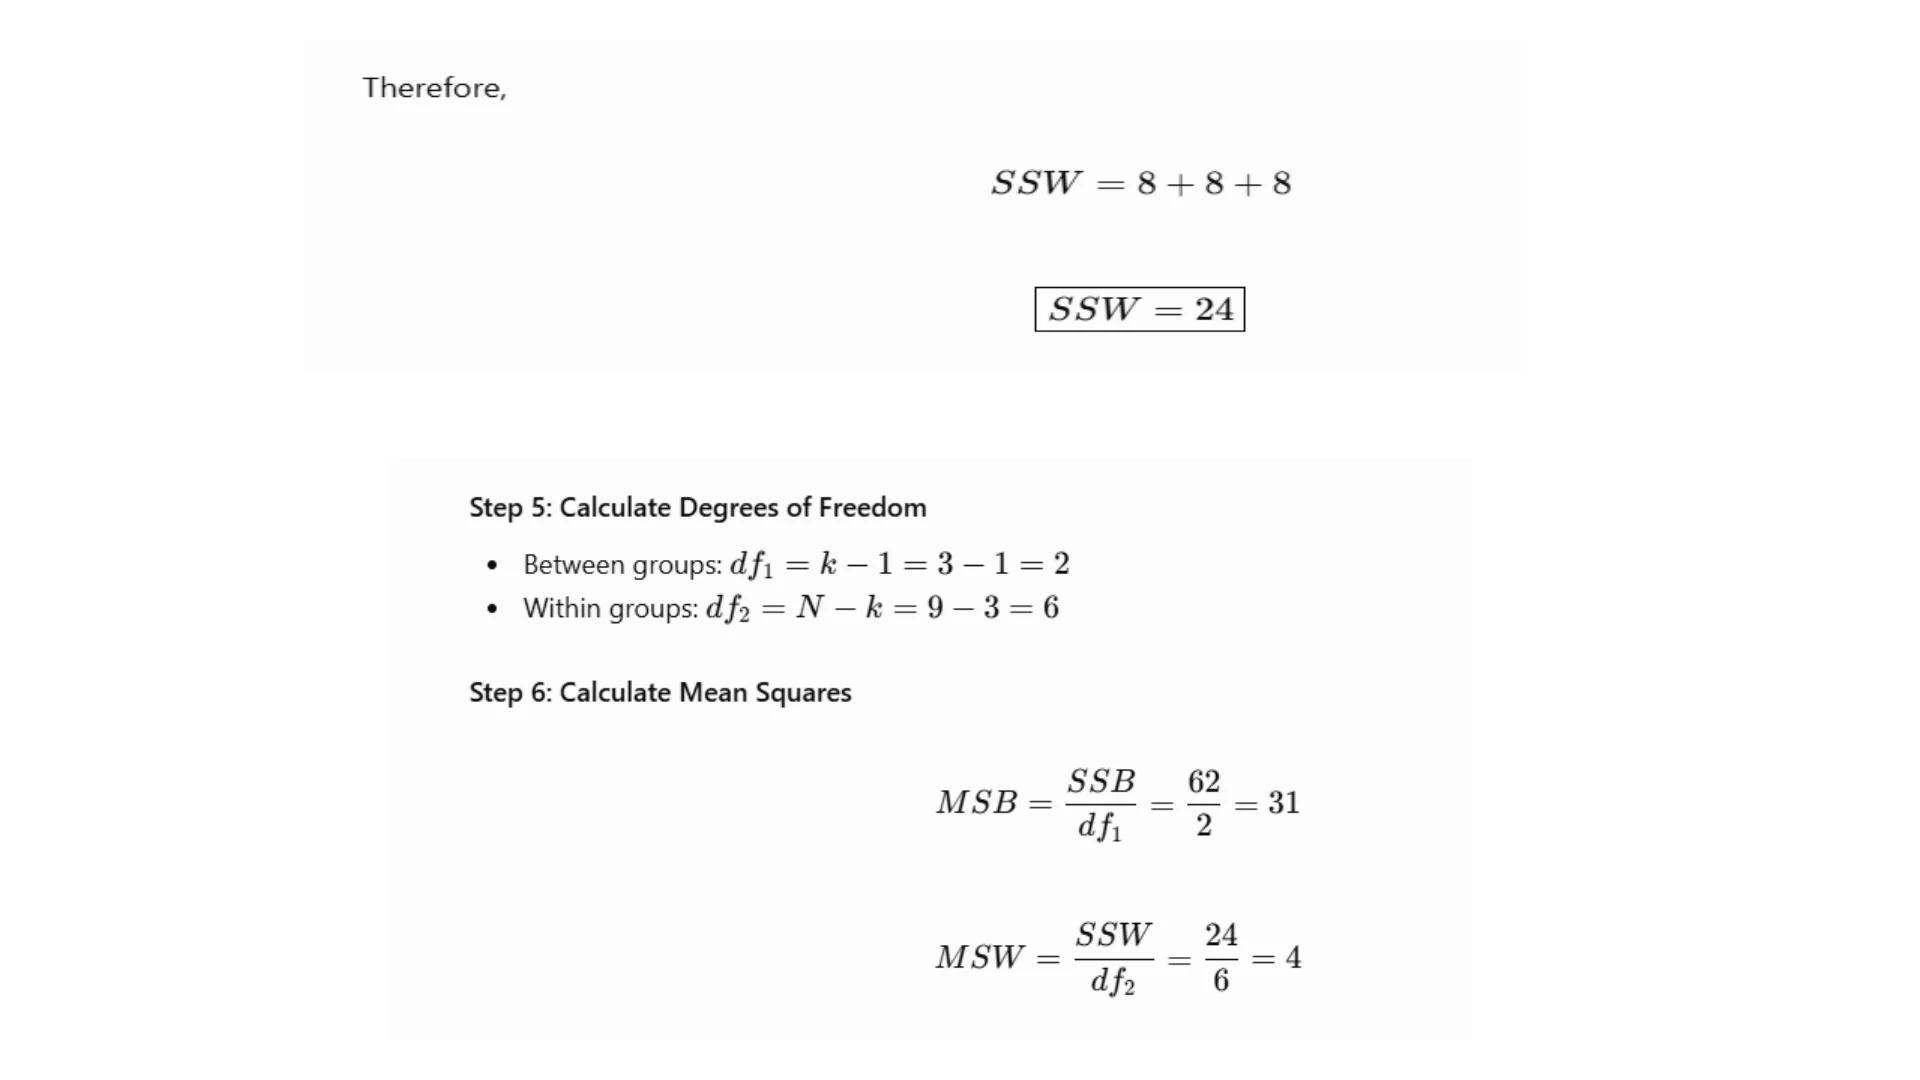 Therefore,
SSW = 8 + 8 + 8
SSW = 24
Step 5: Calculate Degrees of Freedom
• Between groups: df₁ = k − 1 = 3 − 1 = 2
• Within groups: df₂ = N − k = 9 − 3 = 6
Step 6: Calculate Mean Squares
MSB = SSB/df₁ = 62/2 = 31
MSW = SSW/df₂ = 24/6 = 4